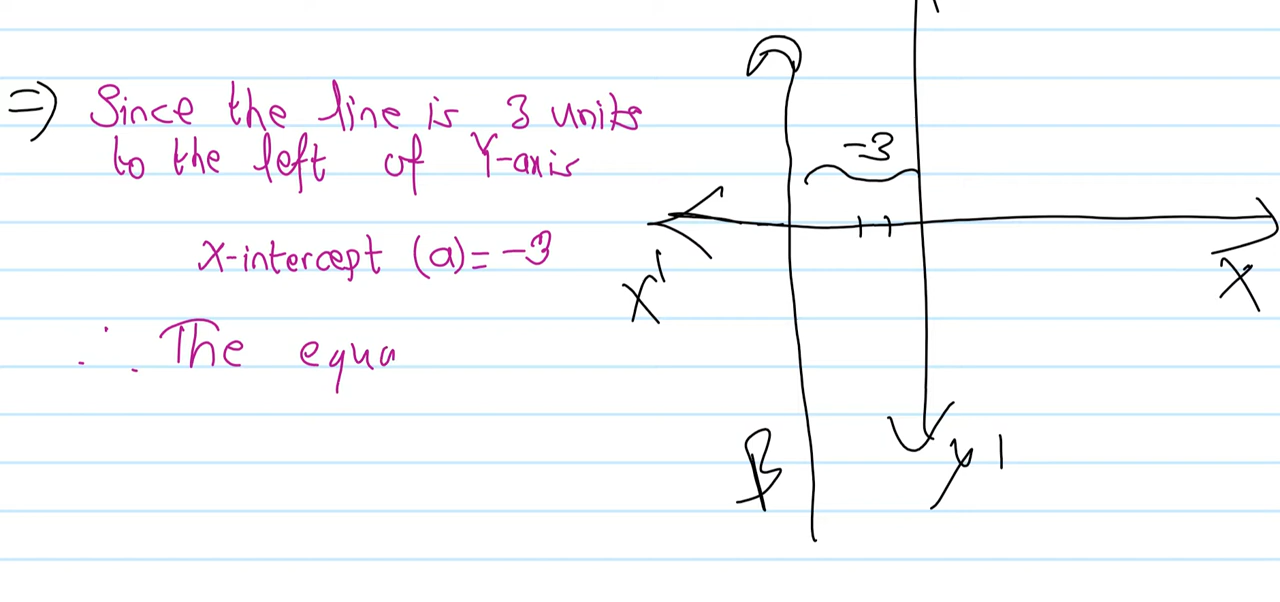 ⇒ Since the line is 3 units
to the left of Y-axis
X-intercept (a) = -3
∴ The equa
-3
X'
X
B
y'